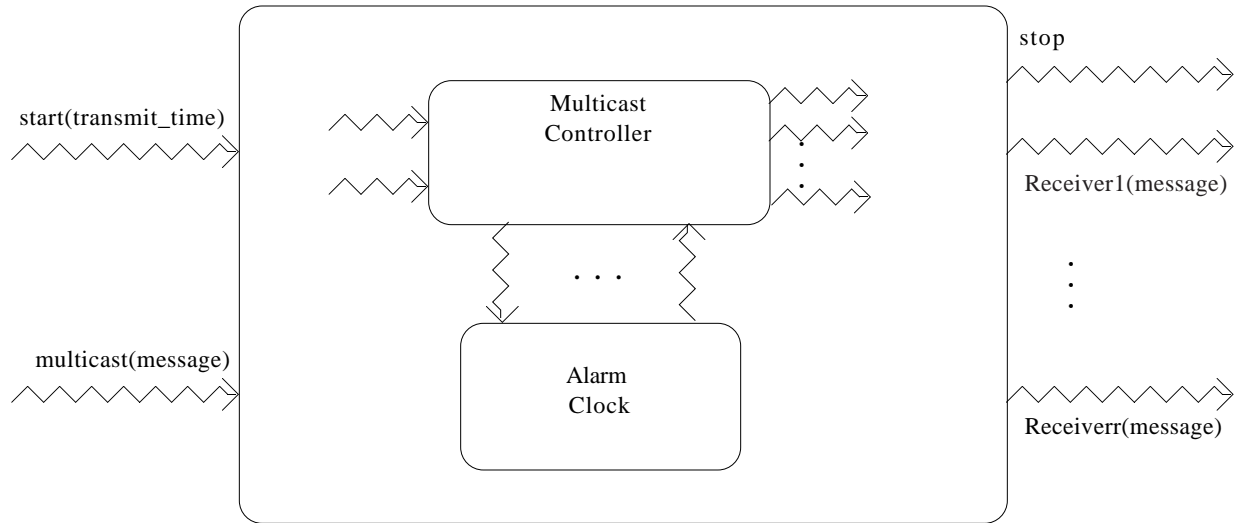 stop
Multicast
Controller
start(transmit_time)
Receiver1(message)
. . .
multicast(message)
Alarm
Clock
Receiverr(message)